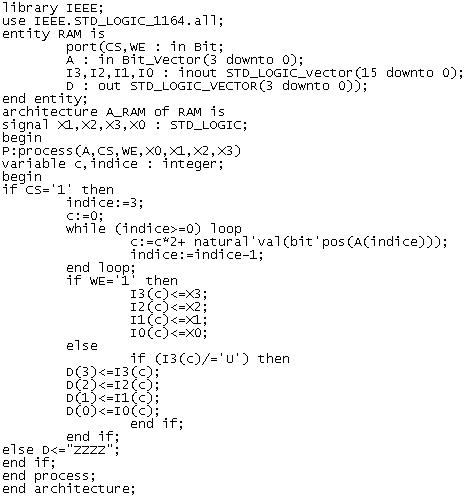 library IEEE;
use IEEE.STD_LOGIC_1164.all;
entity RAM is
port(CS,WE : in Bit;
A : in Bit_Vector(3 downto 0);
I3,I2,I1,I0 : inout STD_LOGIC_vector(15 downto 0);
D : out STD_LOGIC_VECTOR(3 downto 0));
end entity;
architecture A_RAM of RAM is
signal X1,X2,X3,X0 : STD_LOGIC;
begin
P:process(A,CS,WE,X0,X1,X2,X3)
variable c,indice : integer;
begin
if CS='1' then
indice:=3;
c:=0;
while (indice>=0) loop
c:=c*2+ natural'val(bit'pos(A(indice)));
indice:=indice-1;
end loop;
if WE='1' then
I3(c)<=X3;
I2(c)<=X2;
I1(c)<=X1;
I0(c)<=X0;
else
if (I3(c)/='U') then
D(3)<=I3(c);
D(2)<=I2(c);
D(1)<=I1(c);
D(0)<=I0(c);
end if;
end if;
else D<="ZZZZ";
end if;
end process;
end architecture;